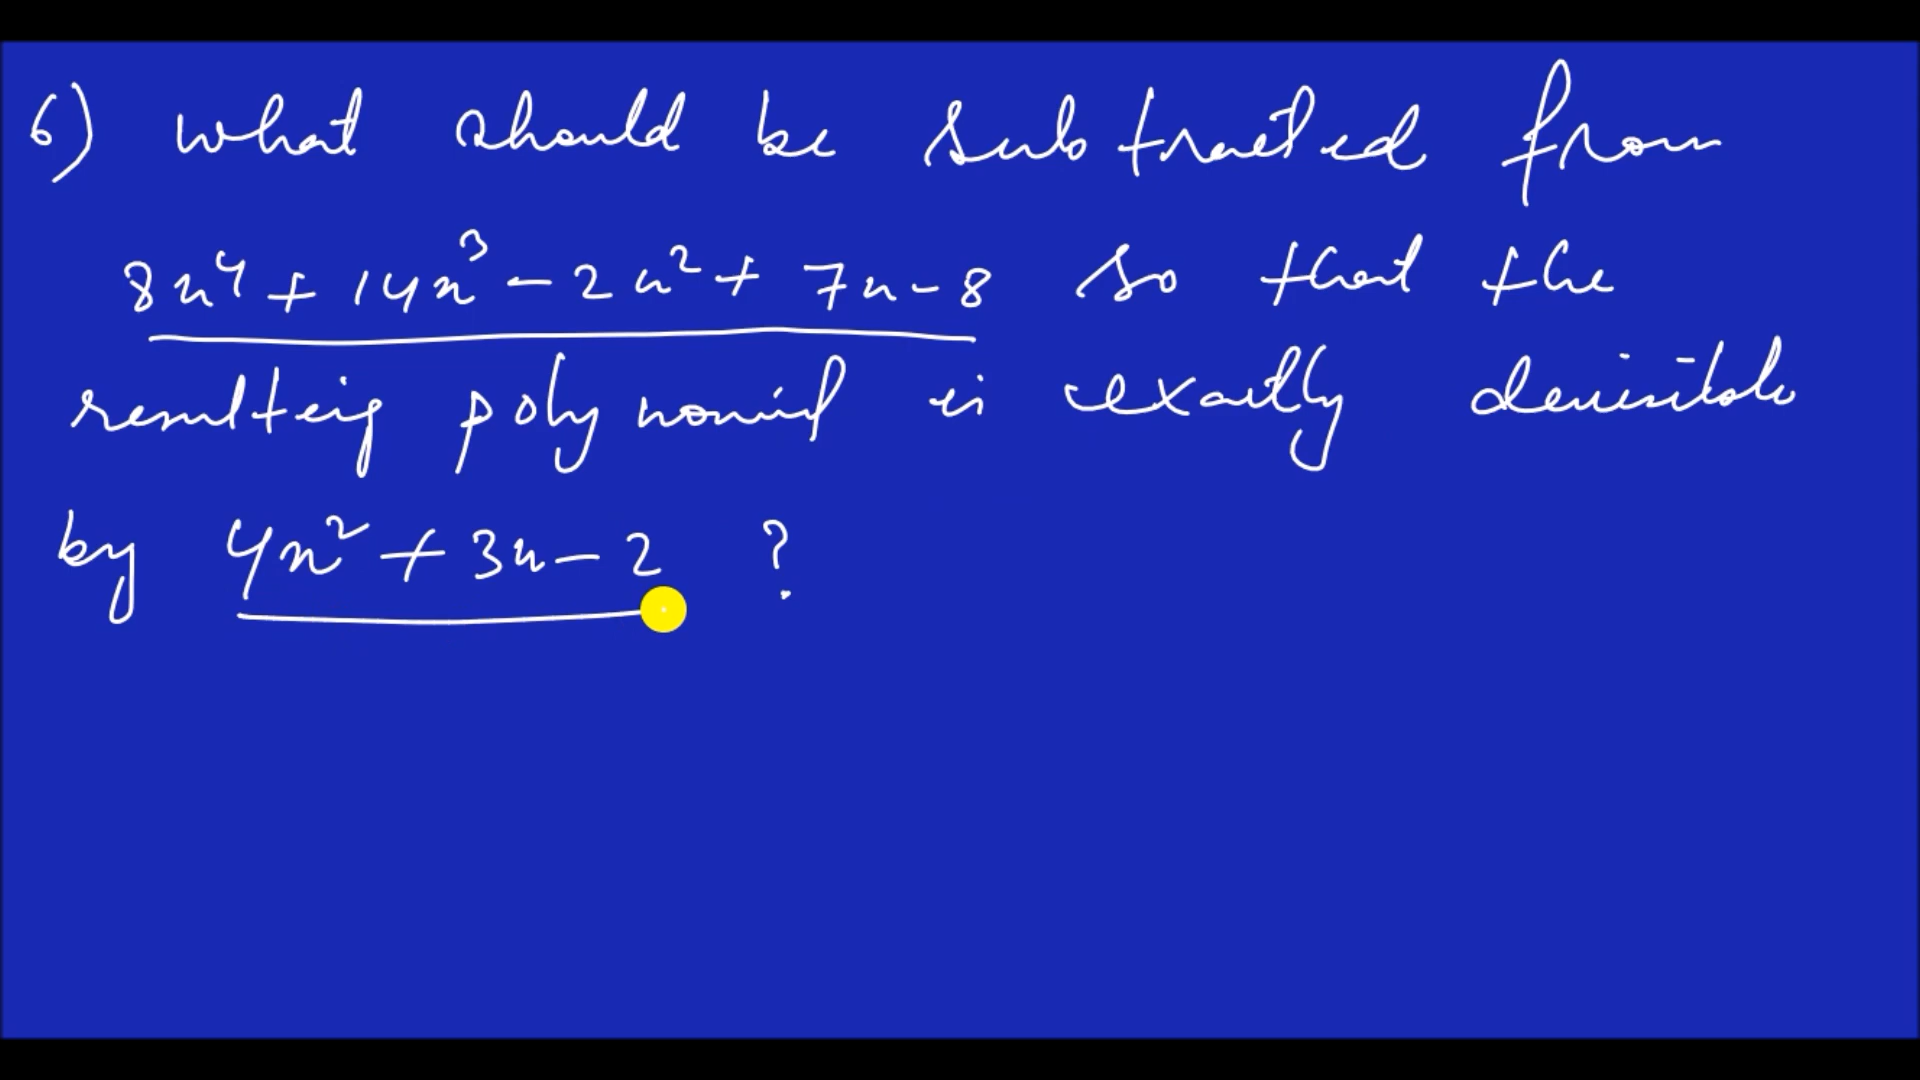 6) what should be subtracted from
8x⁴ + 14x³ - 2x² + 7x - 8 so that the
resulting polynomial is exactly divisible
by 4x² + 3x - 2 ?